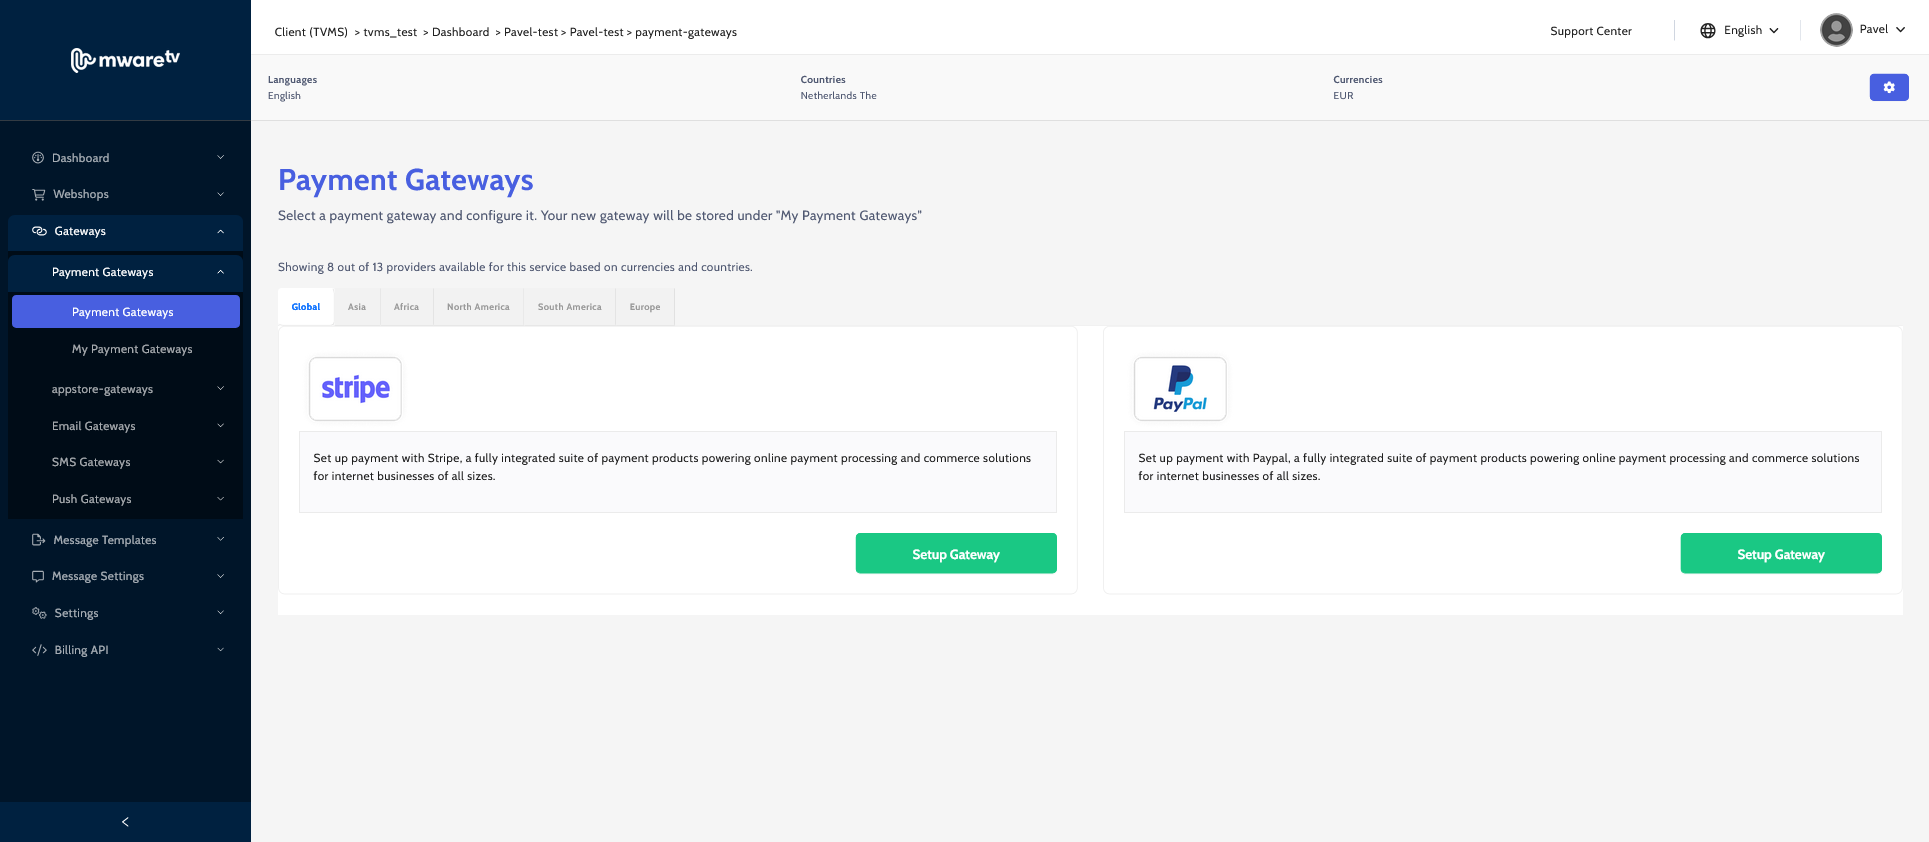 mwaretv
Client (TVMS) > tvms_test > Dashboard > Pavel-test > Pavel-test > payment-gateways
Support Center
English
Pavel
Languages
English
Countries
Netherlands The
Currencies
EUR
Dashboard
Webshops
Gateways
Payment Gateways
Payment Gateways
My Payment Gateways
appstore-gateways
Email Gateways
SMS Gateways
Push Gateways
Message Templates
Message Settings
Settings
Billing API
Payment Gateways
Select a payment gateway and configure it. Your new gateway will be stored under "My Payment Gateways"
Showing 8 out of 13 providers available for this service based on currencies and countries.
Global
Asia
Africa
North America
South America
Europe
stripe
Set up payment with Stripe, a fully integrated suite of payment products powering online payment processing and commerce solutions
for internet businesses of all sizes.
Setup Gateway
PayPal
Set up payment with Paypal, a fully integrated suite of payment products powering online payment processing and commerce solutions
for internet businesses of all sizes.
Setup Gateway